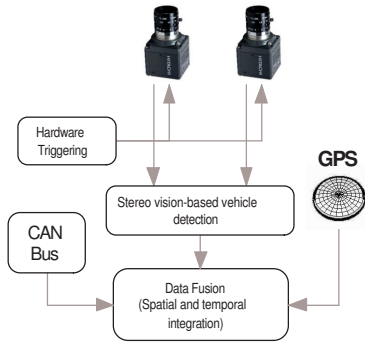 Hardware
Triggering
GPS
Stereo vision-based vehicle
detection
CAN
Bus
Data Fusion
(Spatial and temporal
integration)